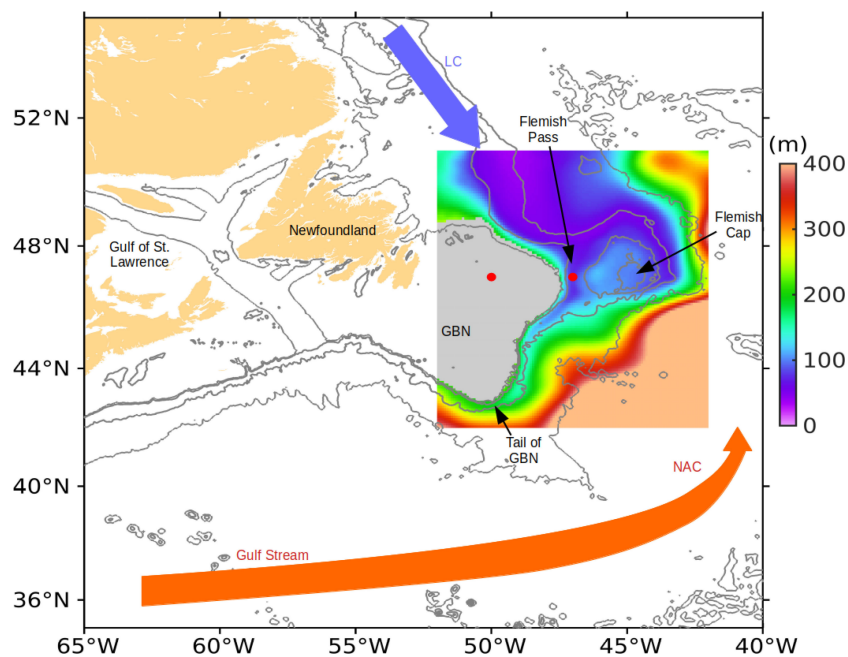 LC
52°N
Flemish
Pass
(m)
400
Flemish
Cap
48°N
Newfoundland
Gulf of St.
Lawrence
300
200
GBN
44°N
100
0
Tail of
GBN
NAC
40°N
Gulf Stream
36°N
65°W
60°W
55°W
50°W
45°W
40°W